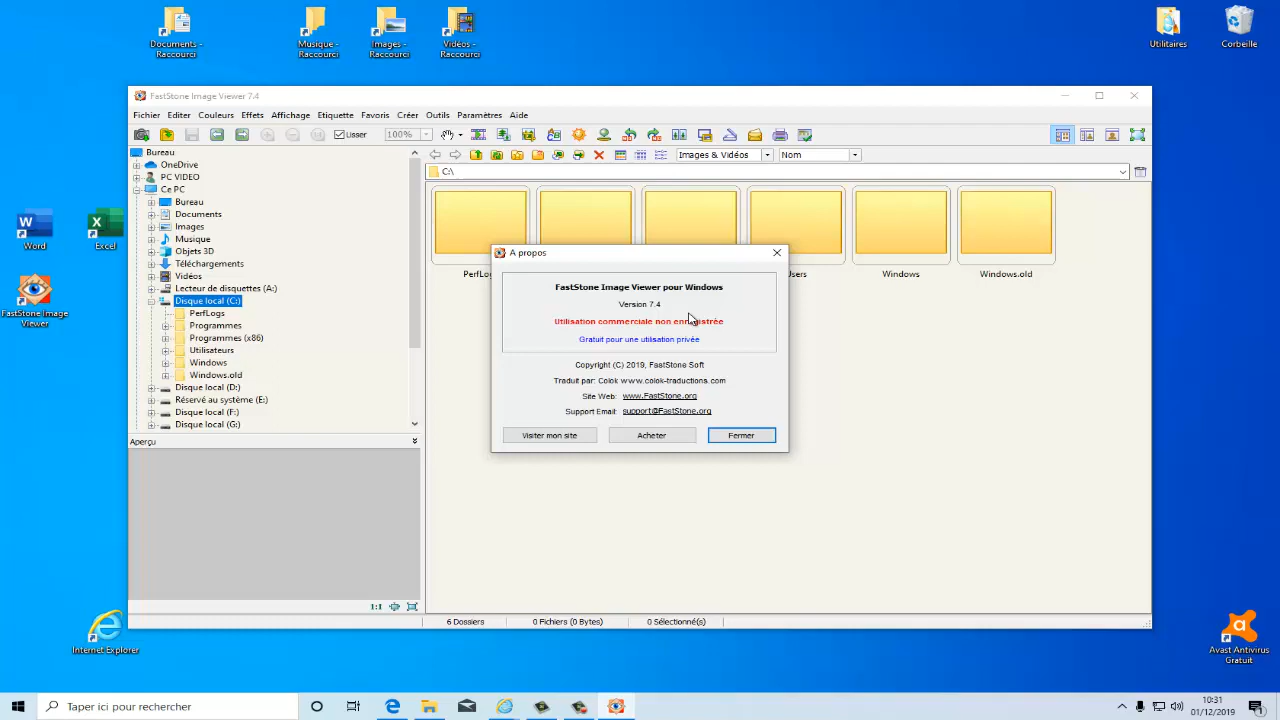 Documents - Raccourci
Musique - Raccourci
Images - Raccourci
Vidéos - Raccourci
Utilitaires
Corbeille
FastStone Image Viewer 7.4
Fichier Editer Couleurs Effets Affichage Etiquette Favoris Créer Outils Paramètres Aide
Lisser 100%
Bureau
OneDrive
PC VIDEO
Ce PC
Bureau
Documents
Images
Musique
Objets 3D
Téléchargements
Vidéos
Lecteur de disquettes (A:)
Disque local (C:)
PerfLogs
Programmes
Programmes (x86)
Utilisateurs
Windows
Windows.old
Disque local (D:)
Réservé au système (E:)
Disque local (F:)
Disque local (G:)
Aperçu
1:1
Images & Vidéos Nom
C:\
Windows Windows.old
A propos
FastStone Image Viewer pour Windows
Version 7.4
Utilisation commerciale non enregistrée
Gratuit pour une utilisation privée
Copyright (C) 2019, FastStone Soft
Traduit par: Colok www.colok-traductions.com
Site Web: www.FastStone.org
Support Email: support@FastStone.org
Visiter mon site Acheter Fermer
6 Dossiers 0 Fichiers (0 Bytes) 0 Sélectionné(s)
Word
Excel
FastStone Image Viewer
Internet Explorer
Avast Antivirus Gratuit
Taper ici pour rechercher
10:31
01/12/2019